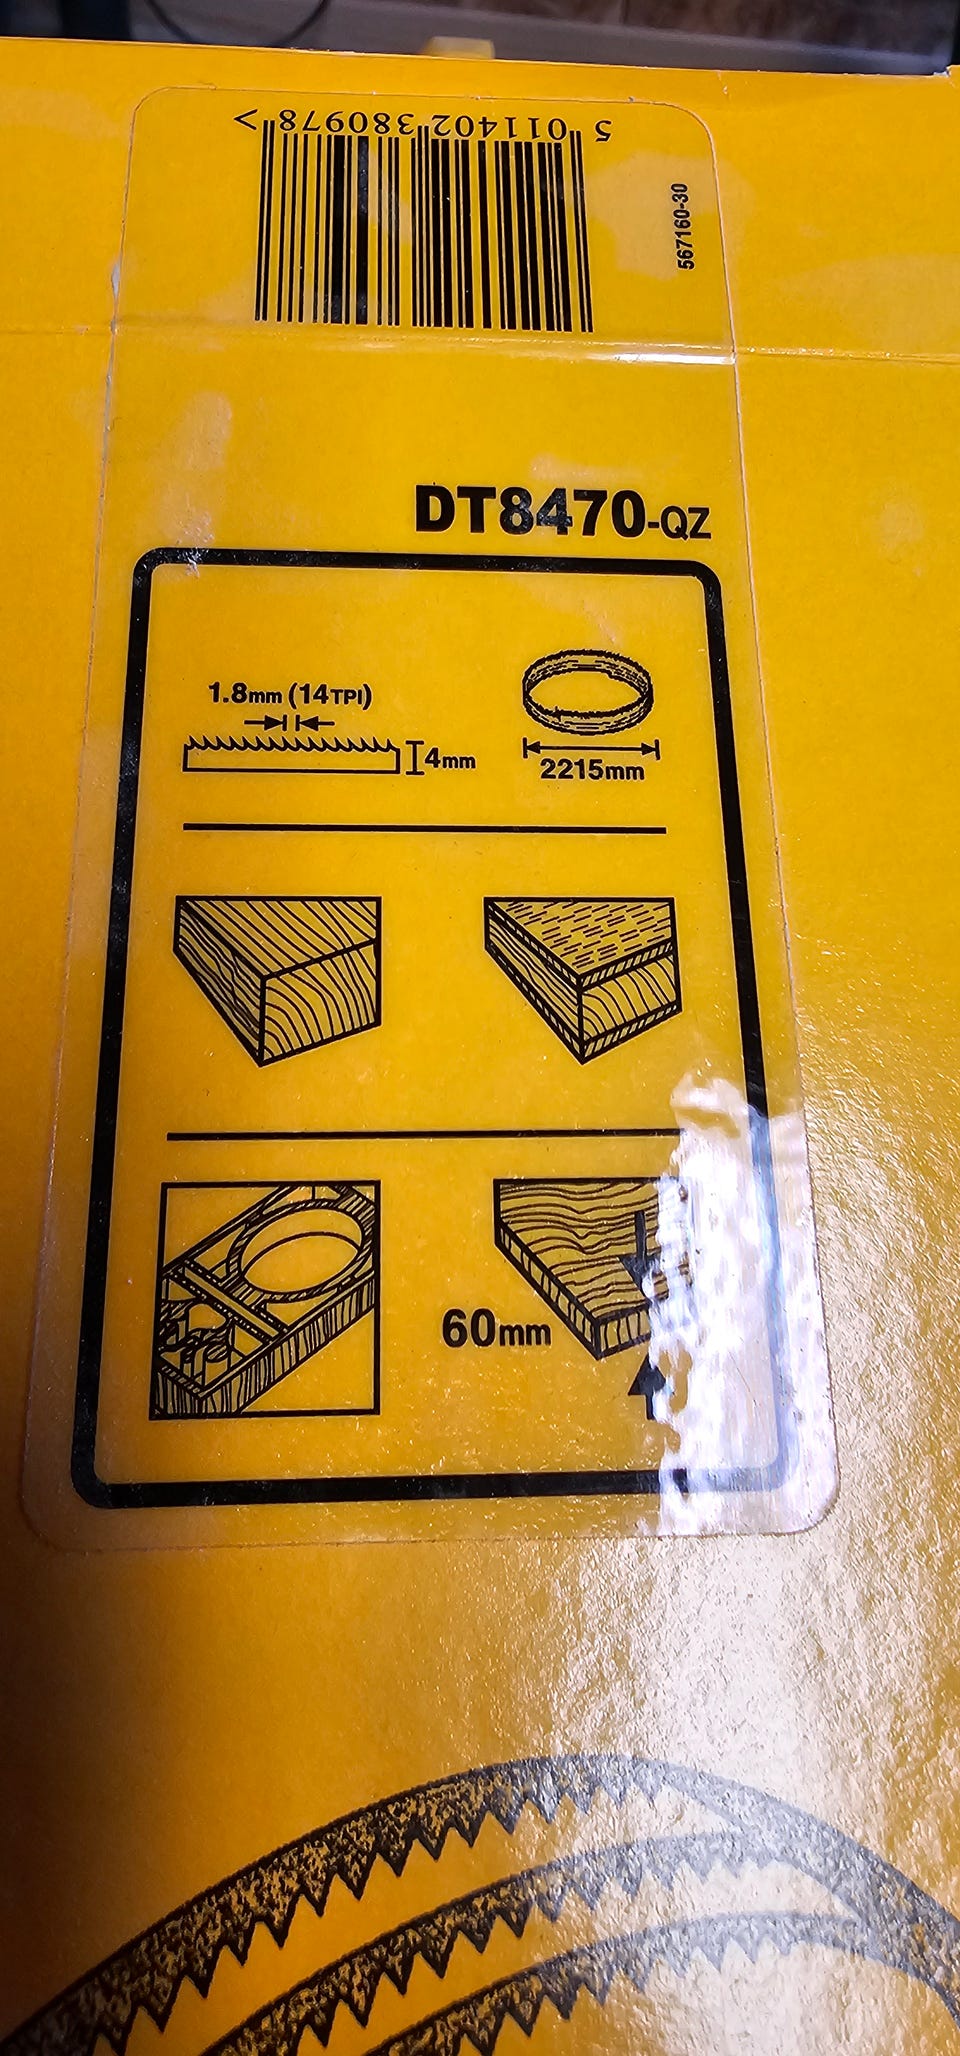 5 011402 380978 >
567160-30
DT8470-QZ
1.8mm (14TPI)
4mm
2215mm
60mm